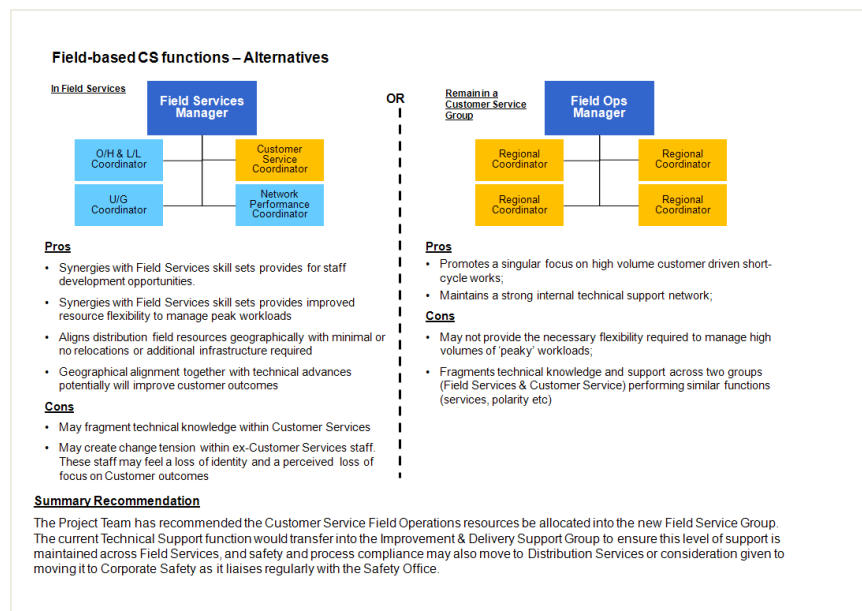 Field-based CS functions – Alternatives
In Field Services
Field Services
Manager
O/H & L/L
Coordinator
Customer
Service
Coordinator
U/G
Coordinator
Network
Performance
Coordinator
Pros
• Synergies with Field Services skill sets provides for staff
development opportunities.
• Synergies with Field Services skill sets provides improved
resource flexibility to manage peak workloads
• Aligns distribution field resources geographically with minimal or
no relocations or additional infrastructure required
• Geographical alignment together with technical advances
potentially will improve customer outcomes
Cons
• May fragment technical knowledge within Customer Services
• May create change tension within ex-Customer Services staff.
These staff may feel a loss of identity and a perceived loss of
focus on Customer outcomes
OR
Remain in a
Customer Service
Group
Field Ops
Manager
Regional
Coordinator
Regional
Coordinator
Regional
Coordinator
Regional
Coordinator
Pros
• Promotes a singular focus on high volume customer driven short-
cycle works;
• Maintains a strong internal technical support network;
Cons
• May not provide the necessary flexibility required to manage high
volumes of ‘peaky’ workloads;
• Fragments technical knowledge and support across two groups
(Field Services & Customer Service) performing similar functions
(services, polarity etc)
Summary Recommendation
The Project Team has recommended the Customer Service Field Operations resources be allocated into the new Field Service Group.
The current Technical Support function would transfer into the Improvement & Delivery Support Group to ensure this level of support is
maintained across Field Services, and safety and process compliance may also move to Distribution Services or consideration given to
moving it to Corporate Safety as it liaises regularly with the Safety Office.